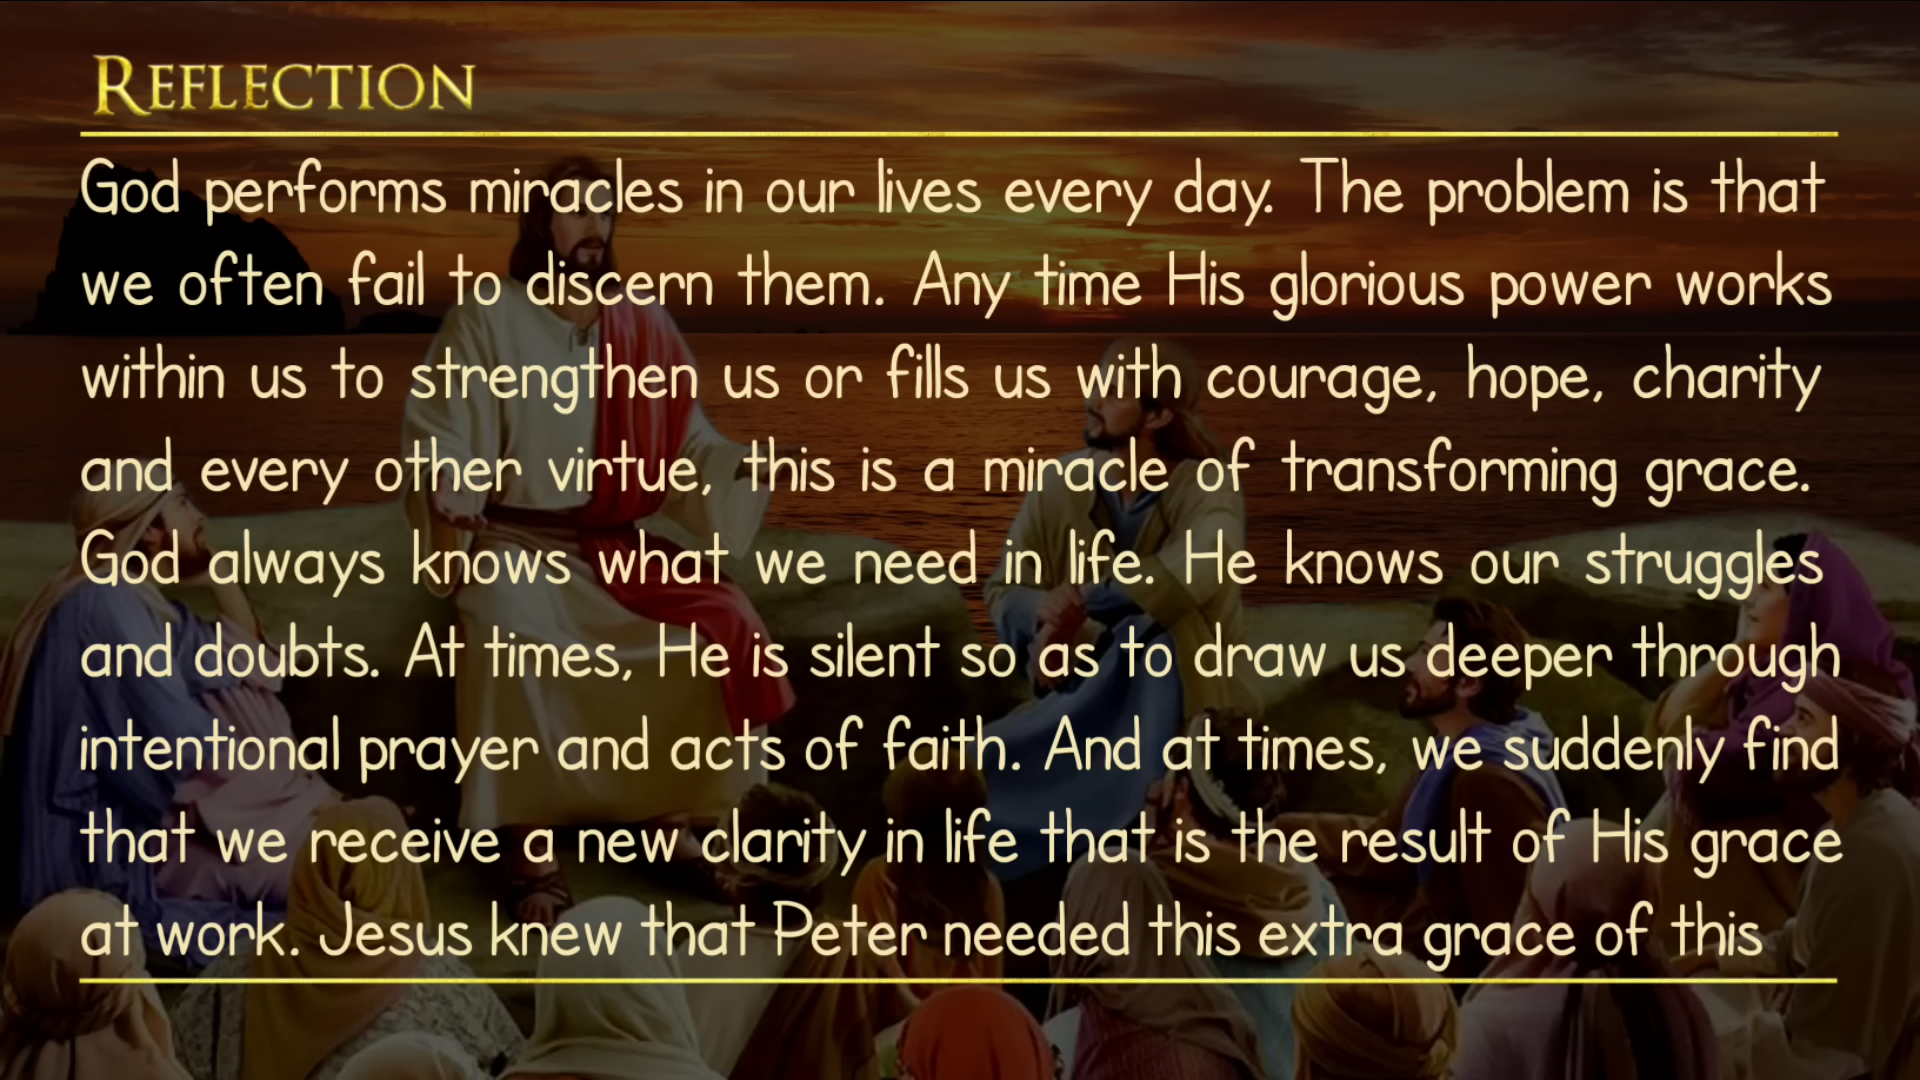 REFLECTION
God performs miracles in our lives every day. The problem is that
we often fail to discern them. Any time His glorious power works
within us to strengthen us or fills us with courage, hope, charity
and every other virtue, this is a miracle of transforming grace.
God always knows what we need in life. He knows our struggles
and doubts. At times, He is silent so as to draw us deeper through
intentional prayer and acts of faith. And at times, we suddenly find
that we receive a new clarity in life that is the result of His grace
at work. Jesus knew that Peter needed this extra grace of this